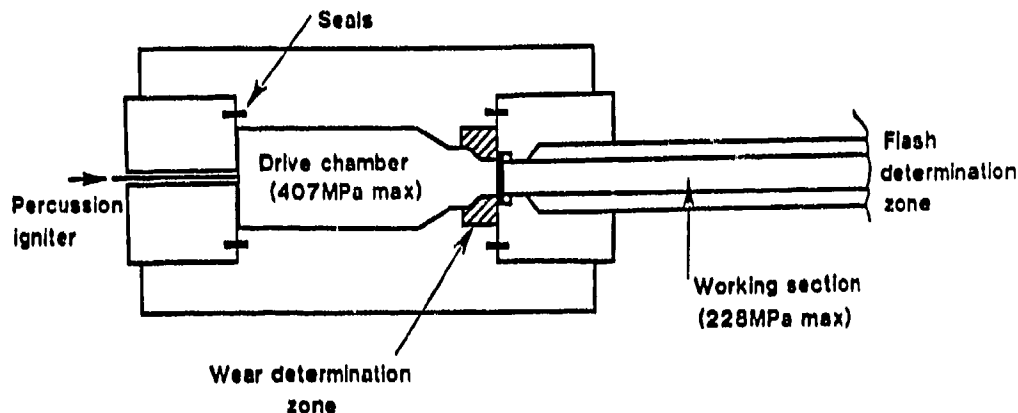 Seals
Drive chamber
(407MPa max)
Flash
determination
zone
Percussion
igniter
Working section
(228MPa max)
Wear determination
zone